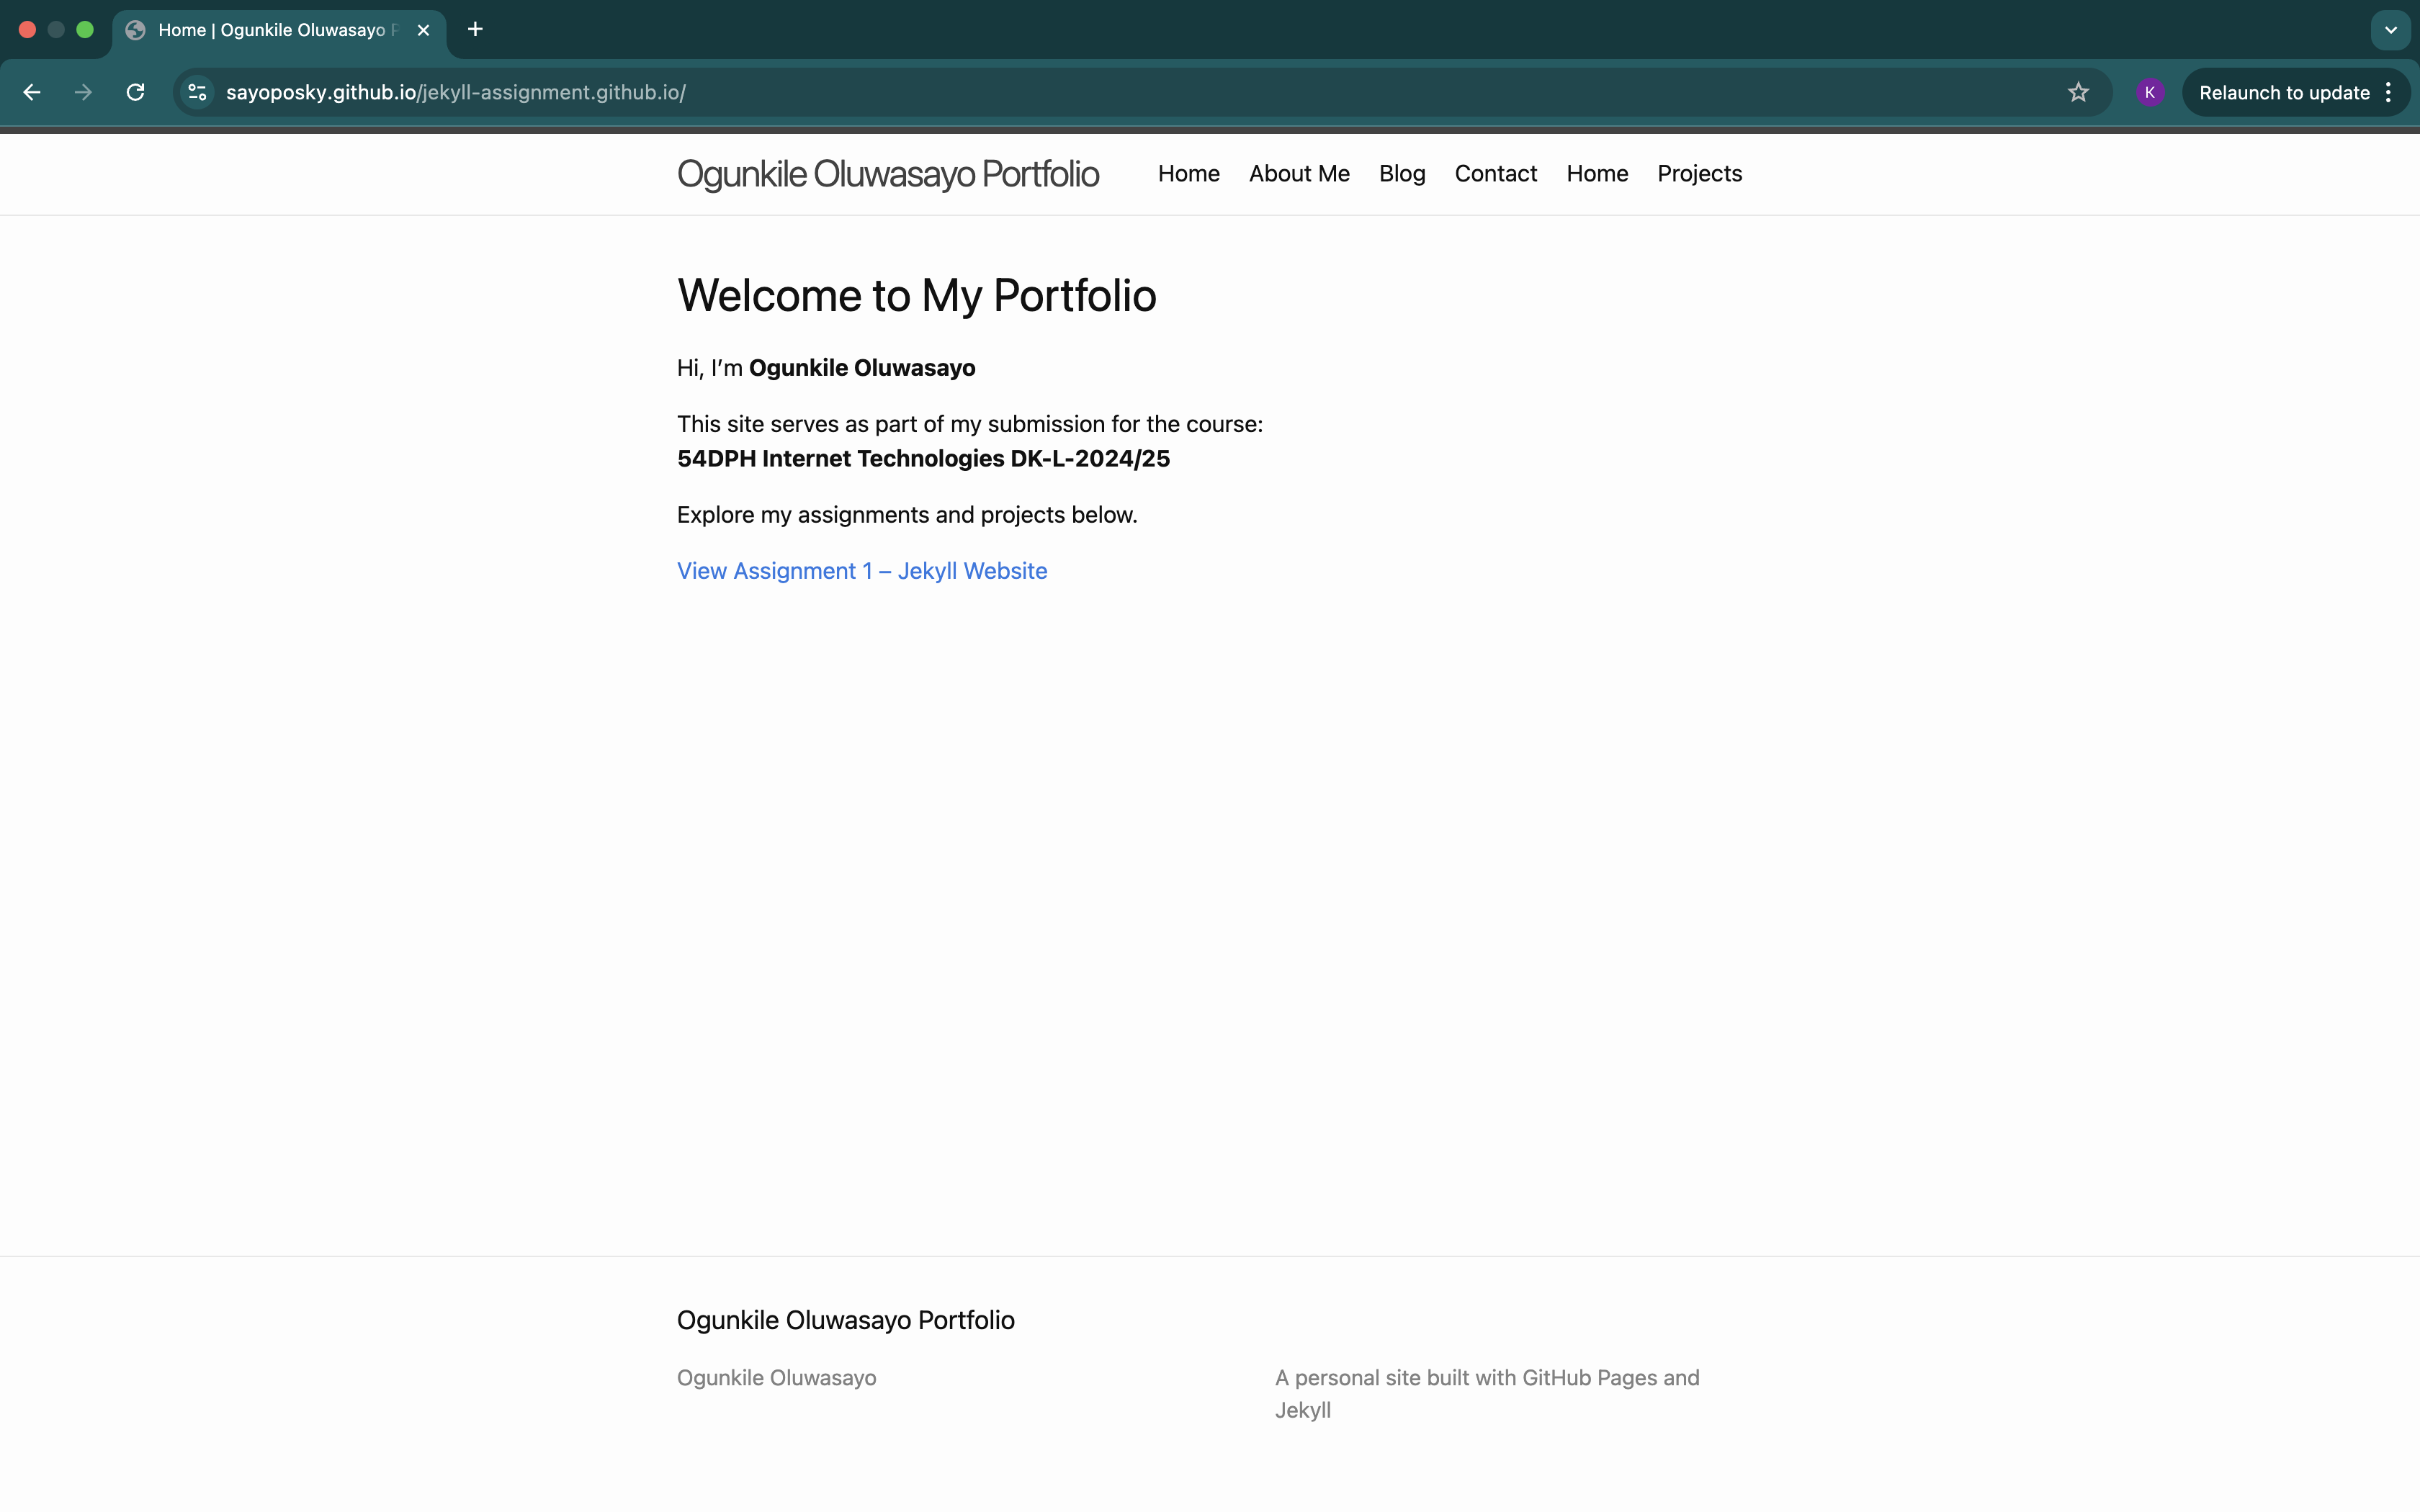 Home | Ogunkile Oluwasayo
sayoposky.github.io/jekyll-assignment.github.io/
K
Relaunch to update
Ogunkile Oluwasayo Portfolio
Home About Me Blog Contact Home Projects
Welcome to My Portfolio
Hi, I’m Ogunkile Oluwasayo
This site serves as part of my submission for the course:
54DPH Internet Technologies DK-L-2024/25
Explore my assignments and projects below.
View Assignment 1 – Jekyll Website
Ogunkile Oluwasayo Portfolio
Ogunkile Oluwasayo
A personal site built with GitHub Pages and
Jekyll